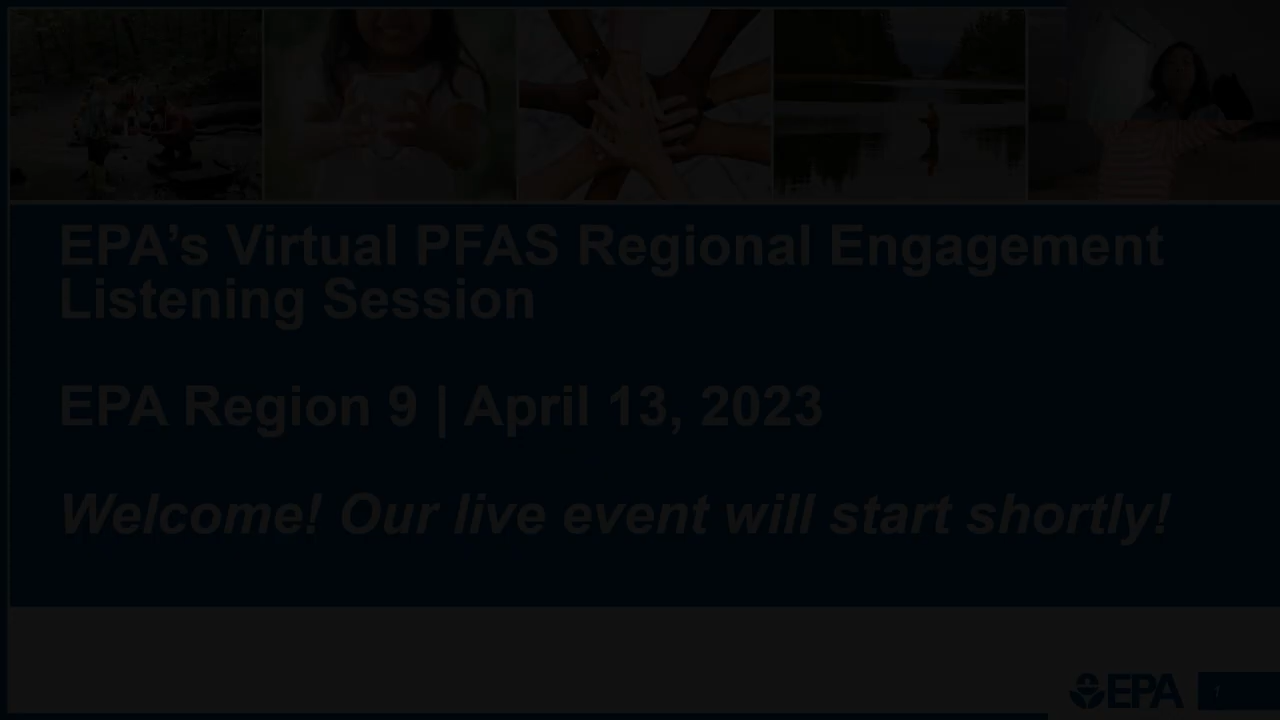 EPA’s Virtual PFAS Regional Engagement
Listening Session
EPA Region 9 | April 13, 2023
Welcome! Our live event will start shortly!
EPA